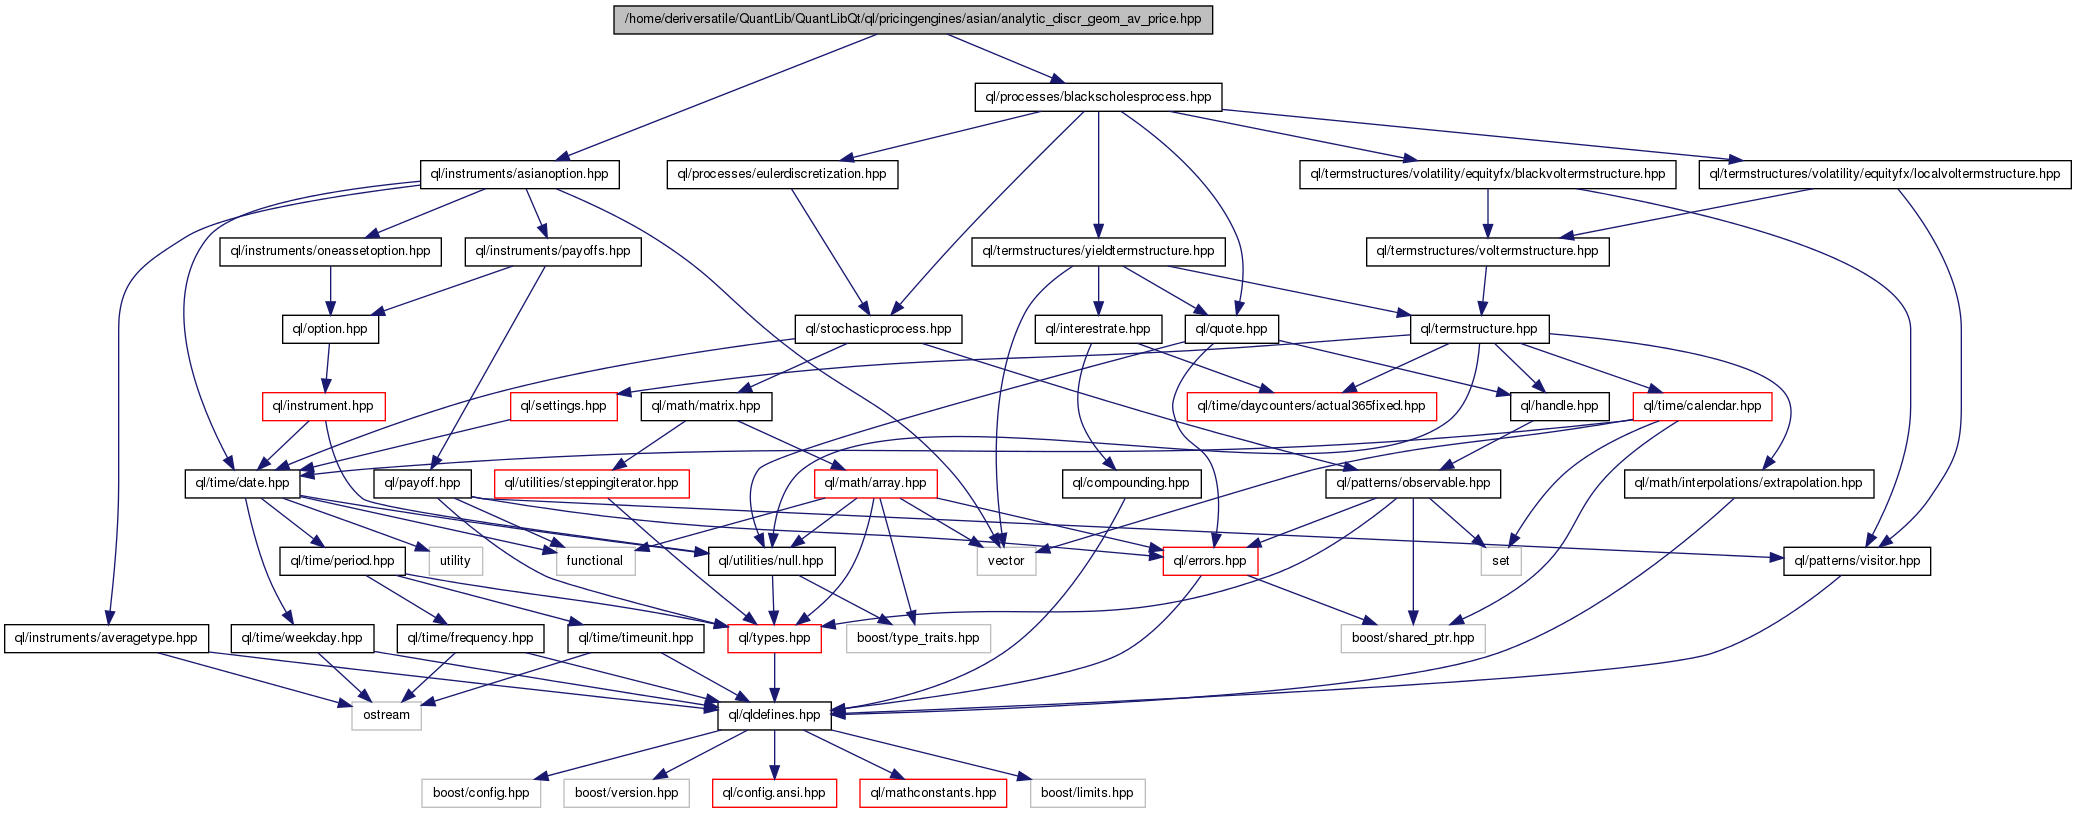 /home/deriversatile/QuantLib/QuantLibQt/ql/pricingengines/asian/analytic_discr_geom_av_price.hpp
ql/processes/blackscholesprocess.hpp
ql/instruments/asianoption.hpp
ql/processes/eulerdiscretization.hpp
ql/termstructures/volatility/equityfx/blackvoltermstructure.hpp
ql/termstructures/volatility/equityfx/localvoltermstructure.hpp
ql/instruments/oneassetoption.hpp
ql/instruments/payoffs.hpp
ql/termstructures/yieldtermstructure.hpp
ql/termstructures/voltermstructure.hpp
ql/option.hpp
ql/stochasticprocess.hpp
ql/interestrate.hpp
ql/quote.hpp
ql/termstructure.hpp
ql/instrument.hpp
ql/settings.hpp
ql/math/matrix.hpp
ql/time/daycounters/actual365fixed.hpp
ql/handle.hpp
ql/time/calendar.hpp
ql/time/date.hpp
ql/payoff.hpp
ql/utilities/steppingiterator.hpp
ql/math/array.hpp
ql/compounding.hpp
ql/patterns/observable.hpp
ql/math/interpolations/extrapolation.hpp
ql/time/period.hpp
utility
functional
ql/utilities/null.hpp
vector
ql/errors.hpp
set
ql/patterns/visitor.hpp
ql/instruments/averagetype.hpp
ql/time/weekday.hpp
ql/time/frequency.hpp
ql/time/timeunit.hpp
ql/types.hpp
boost/type_traits.hpp
boost/shared_ptr.hpp
ostream
ql/qldefines.hpp
boost/config.hpp
boost/version.hpp
ql/config.ansi.hpp
ql/mathconstants.hpp
boost/limits.hpp